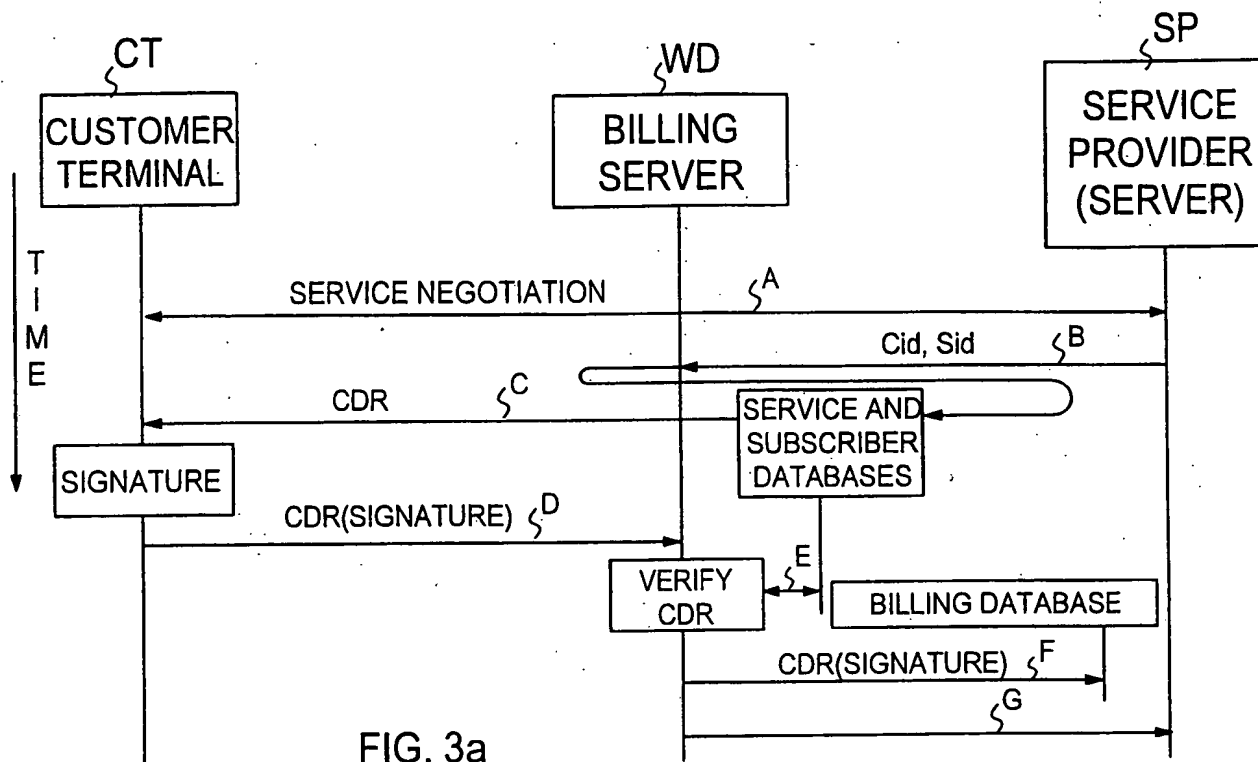 CT
WD
SP
CUSTOMER
TERMINAL
BILLING
SERVER
SERVICE
PROVIDER
(SERVER)
TIME
SERVICE NEGOTIATION
A
Cid, Sid
B
CDR
C
SERVICE AND
SUBSCRIBER
DATABASES
SIGNATURE
CDR(SIGNATURE)
D
VERIFY
CDR
E
BILLING DATABASE
CDR(SIGNATURE)
F
G
FIG. 3a